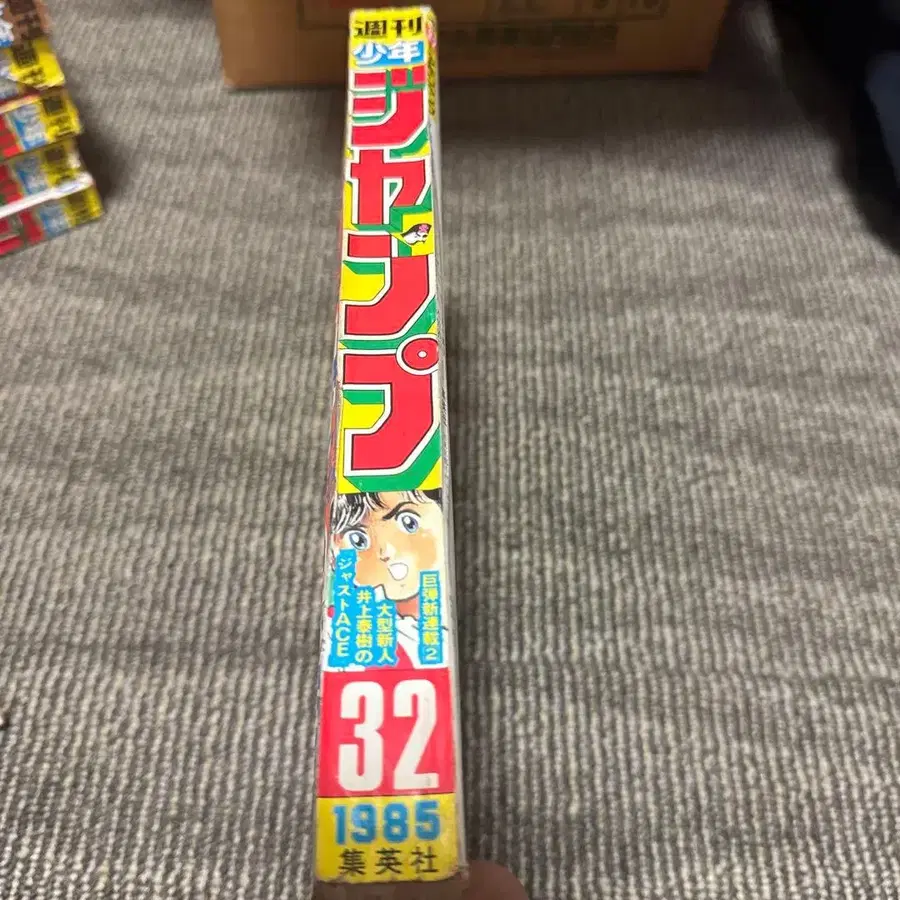 週刊
少年
ジャンプ
巨弾新連載2
大型新人
井上泰樹の
ジャストACE
32
1985
集英社